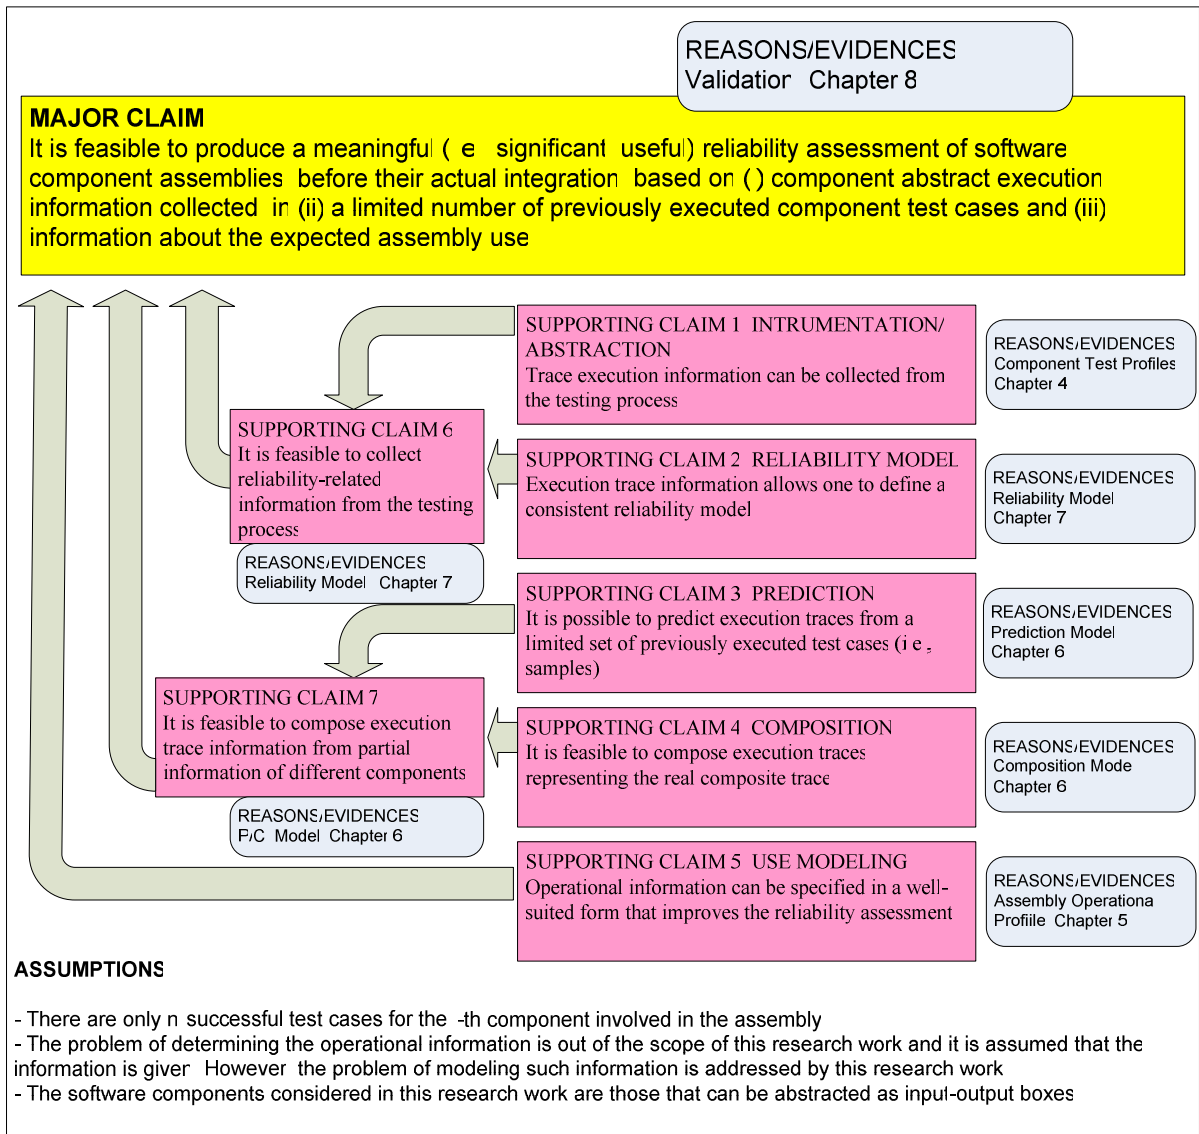 REASONS/EVIDENCES
Validation Chapter 8
MAJOR CLAIM
It is feasible to produce a meaningful ( e significant useful) reliability assessment of software
component assemblies before their actual integration based on ( ) component abstract execution
information collected in (ii) a limited number of previously executed component test cases and (iii)
information about the expected assembly use
SUPPORTING CLAIM 1 INTRUMENTATION/
ABSTRACTION
Trace execution information can be collected from
the testing process
REASONS/EVIDENCES
Component Test Profiles
Chapter 4
SUPPORTING CLAIM 6
It is feasible to collect
reliability-related
information from the testing
process
REASONS/EVIDENCES
Reliability Model Chapter 7
SUPPORTING CLAIM 2 RELIABILITY MODEL
Execution trace information allows one to define a
consistent reliability model
REASONS/EVIDENCES
Reliability Model
Chapter 7
SUPPORTING CLAIM 3 PREDICTION
It is possible to predict execution traces from a
limited set of previously executed test cases (i e ,
samples)
REASONS/EVIDENCES
Prediction Model
Chapter 6
SUPPORTING CLAIM 7
It is feasible to compose execution
trace information from partial
information of different components
REASONS/EVIDENCES
P/C Model Chapter 6
SUPPORTING CLAIM 4 COMPOSITION
It is feasible to compose execution traces
representing the real composite trace
REASONS/EVIDENCES
Composition Mode
Chapter 6
SUPPORTING CLAIM 5 USE MODELING
Operational information can be specified in a well-
suited form that improves the reliability assessment
REASONS/EVIDENCES
Assembly Operationa
Profiile Chapter 5
ASSUMPTIONS
- There are only n successful test cases for the -th component involved in the assembly
- The problem of determining the operational information is out of the scope of this research work and it is assumed that the
information is given However the problem of modeling such information is addressed by this research work
- The software components considered in this research work are those that can be abstracted as input-output boxes